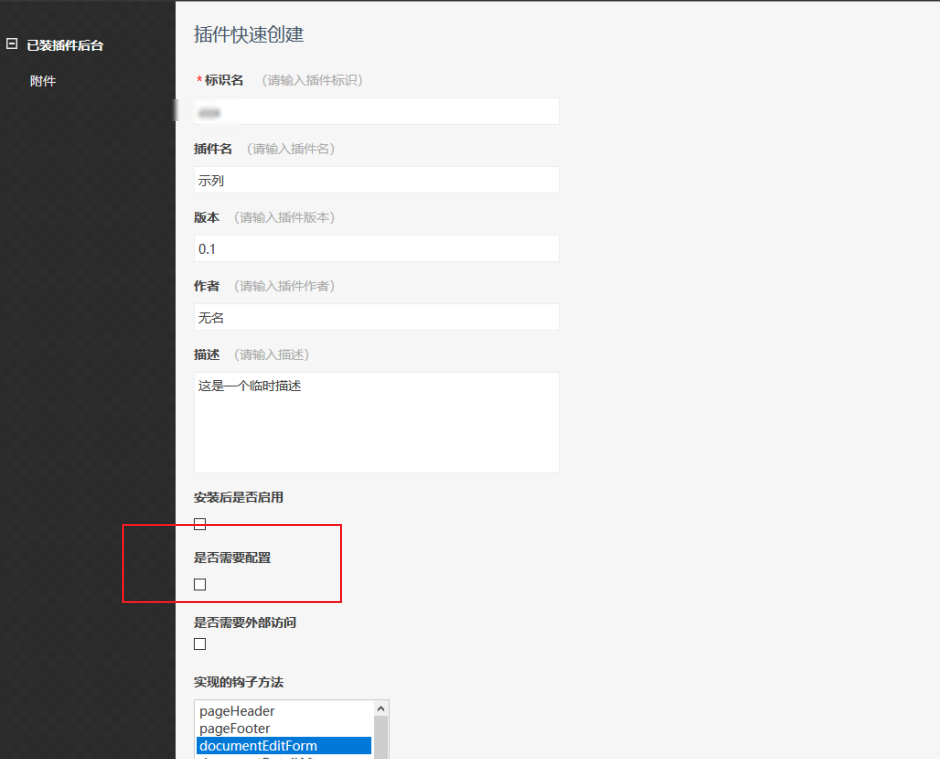 插件快速创建
已装插件后台
附件
*标识名 （请输入插件标识）
插件名 （请输入插件名）
示列
版本 （请输入插件版本）
0.1
作者 （请输入插件作者）
无名
描述 （请输入描述）
这是一个临时描述
安装后是否启用
是否需要配置
是否需要外部访问
实现的钩子方法
pageHeader
pageFooter
documentEditForm